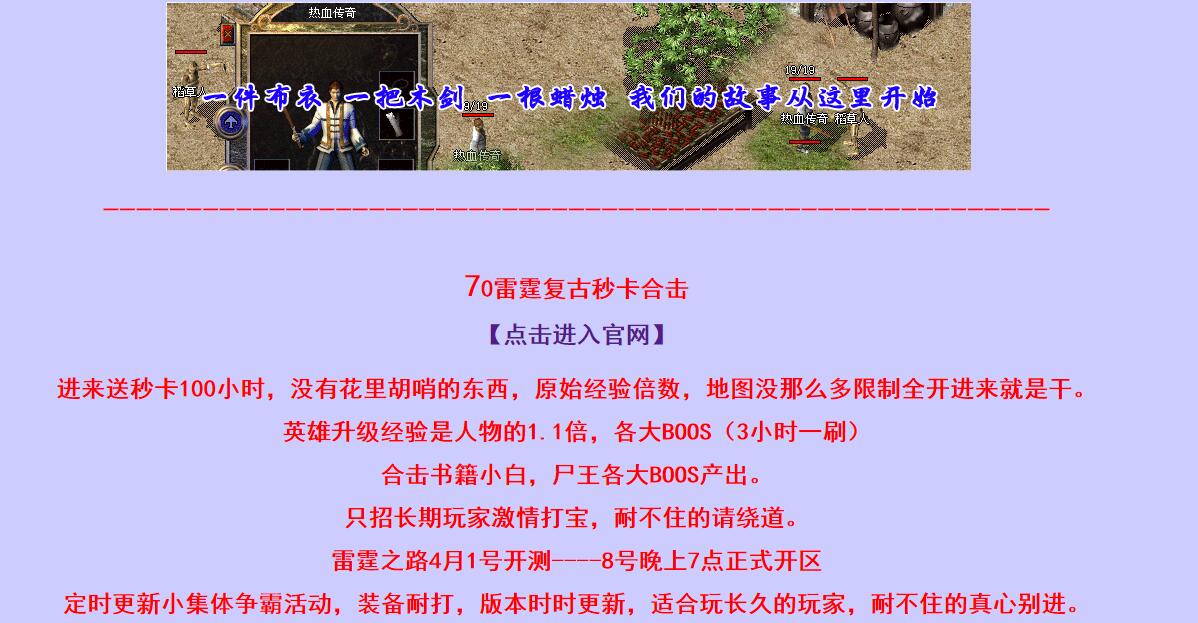 热血传奇
19/19
稻草人
一件布衣 一把木剑 一根蜡烛 我们的故事从这里开始
9/19
热血传奇 稻草人
热血传奇
70雷霆复古秒卡合击
【点击进入官网】
进来送秒卡100小时，没有花里胡哨的东西，原始经验倍数，地图没那么多限制全开进来就是干。
英雄升级经验是人物的1.1倍，各大BOOS（3小时一刷）
合击书籍小白，尸王各大BOOS产出。
只招长期玩家激情打宝，耐不住的请绕道。
雷霆之路4月1号开测----8号晚上7点正式开区
定时更新小集体争霸活动，装备耐打，版本时时更新，适合玩长久的玩家，耐不住的真心别进。